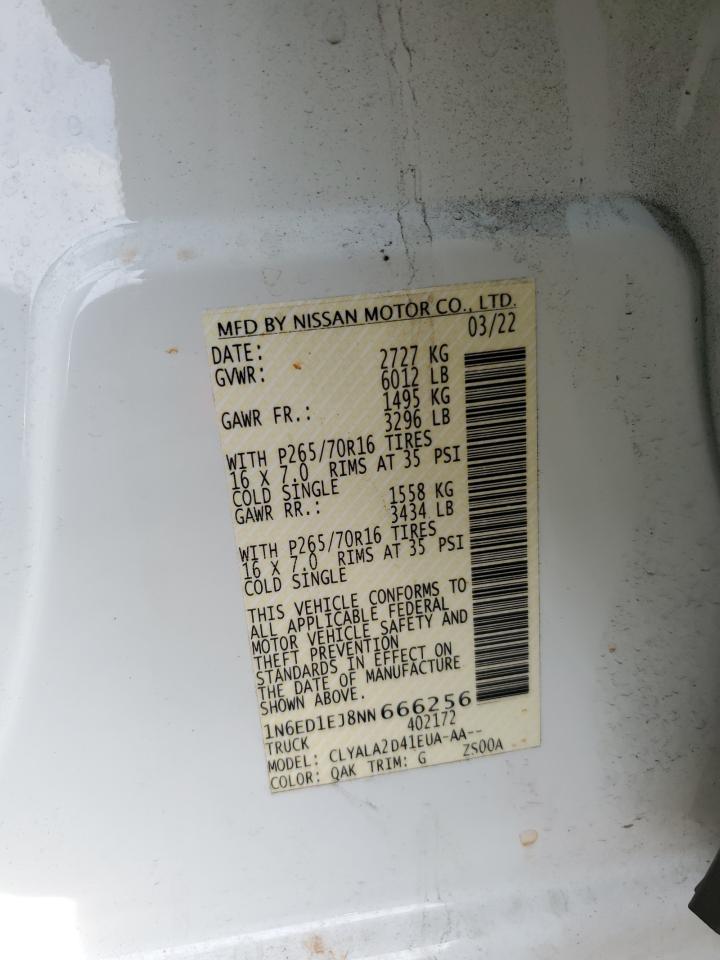 MFD BY NISSAN MOTOR CO., LTD.
DATE: 03/22
GVWR: 2727 KG
6012 LB
GAWR FR.: 1495 KG
3296 LB
WITH P265/70R16 TIRES
16 X 7.0 RIMS AT 35 PSI
COLD SINGLE
GAWR RR.: 1558 KG
3434 LB
WITH P265/70R16 TIRES
16 X 7.0 RIMS AT 35 PSI
COLD SINGLE
THIS VEHICLE CONFORMS TO
ALL APPLICABLE FEDERAL
MOTOR VEHICLE SAFETY AND
THEFT PREVENTION
STANDARDS IN EFFECT ON
THE DATE OF MANUFACTURE
SHOWN ABOVE.
1N6ED1EJ8NN666256
TRUCK 402172
MODEL: CLYALA2D41EUA-AA--
COLOR: QAK TRIM: G ZS00A